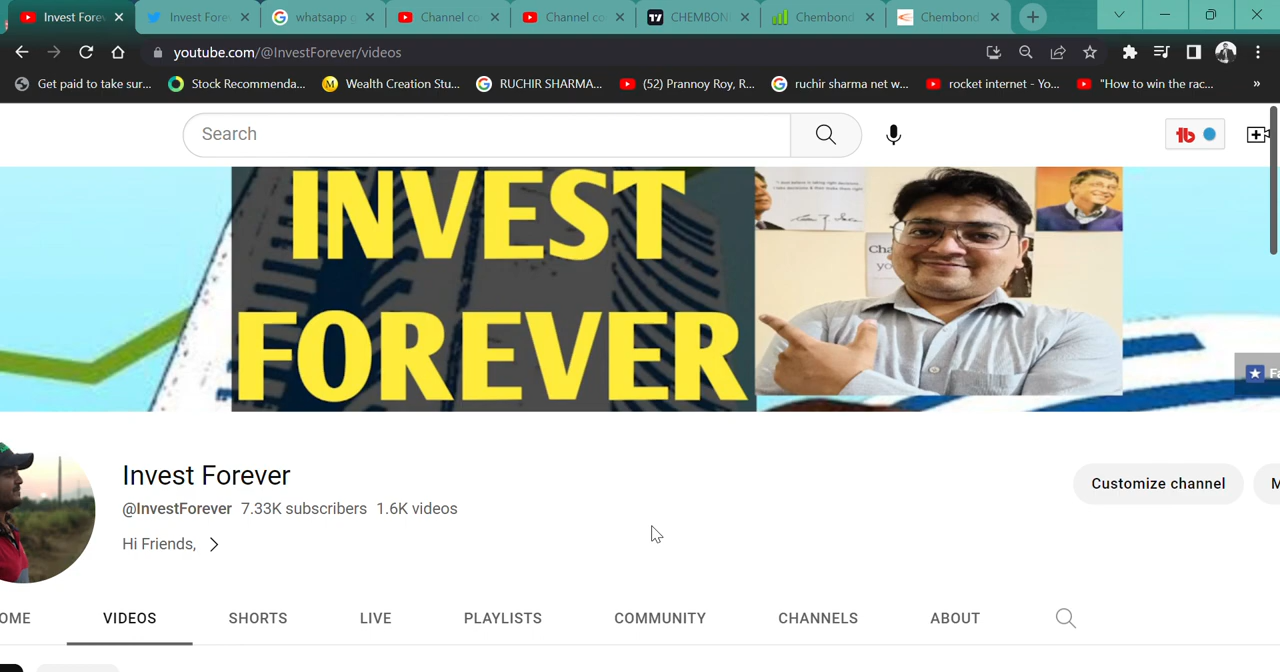 Invest Forev
Invest Forev
whatsapp c
Channel co
Channel co
CHEMBON
Chembond
Chembond
youtube.com/@InvestForever/videos
Get paid to take sur...
Stock Recommenda...
Wealth Creation Stu...
RUCHIR SHARMA...
(52) Prannoy Roy, R...
ruchir sharma net w...
rocket internet - Yo...
"How to win the rac...
»
Search
INVEST
FOREVER
Invest Forever
@InvestForever 7.33K subscribers 1.6K videos
Hi Friends,
Customize channel
M
OME
VIDEOS
SHORTS
LIVE
PLAYLISTS
COMMUNITY
CHANNELS
ABOUT